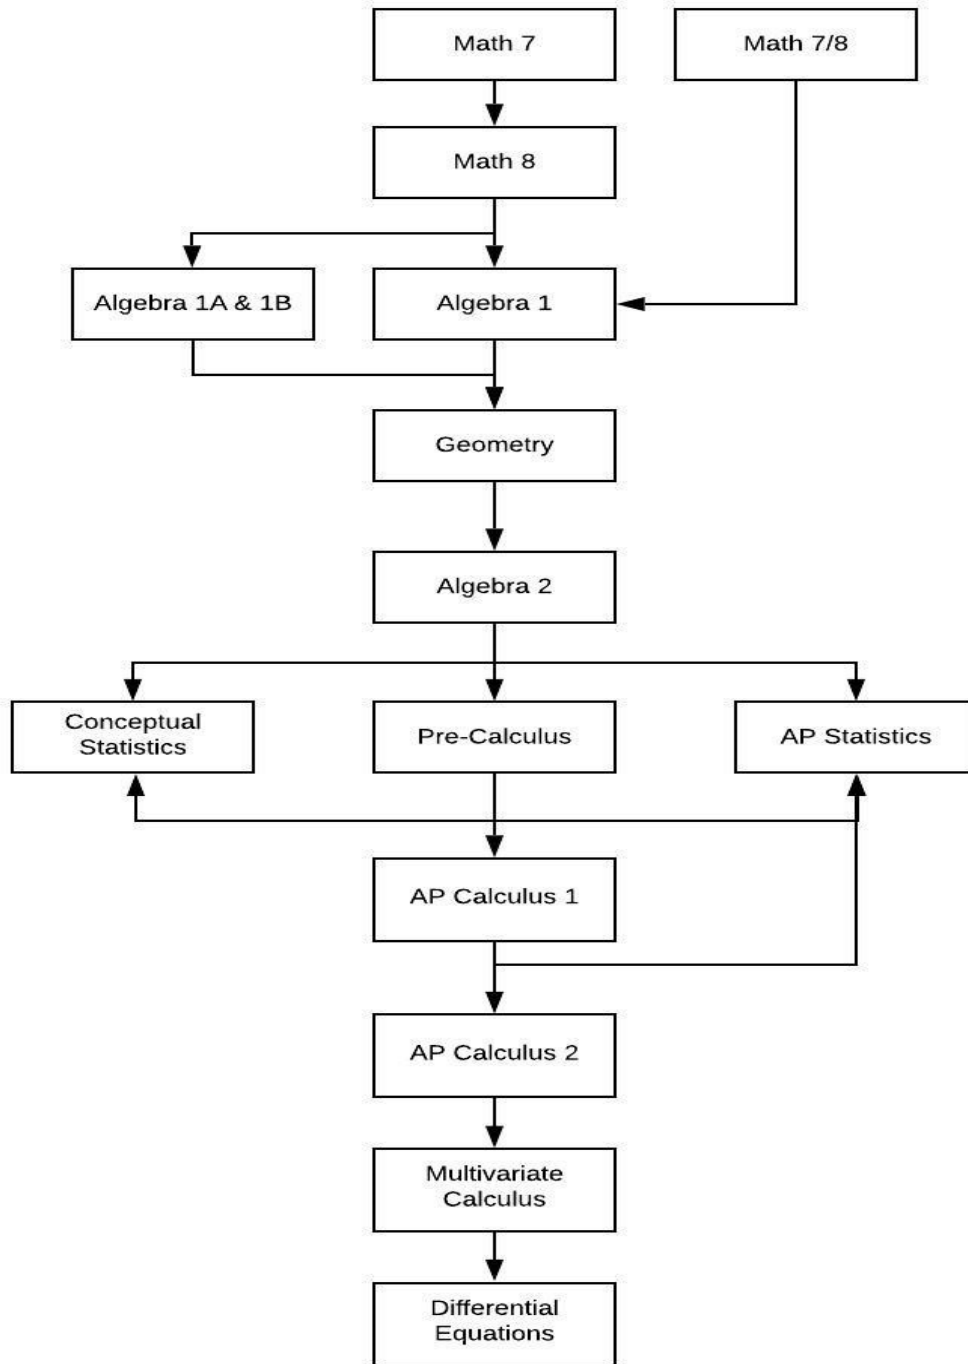 Math 7
Math 7/8
Math 8
Algebra 1A & 1B
Algebra 1
Geometry
Algebra 2
Conceptual
Statistics
Pre-Calculus
AP Statistics
AP Calculus 1
AP Calculus 2
Multivariate
Calculus
Differential
Equations